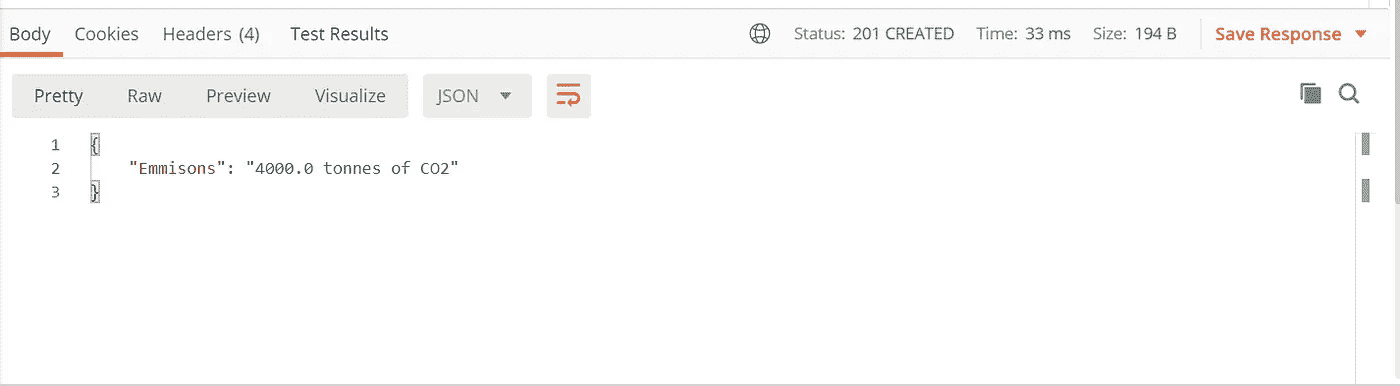 Body Cookies Headers (4) Test Results Status: 201 CREATED Time: 33 ms Size: 194 B Save Response
Pretty Raw Preview Visualize JSON
1 {
2 "Emmisons": "4000.0 tonnes of CO2"
3 }